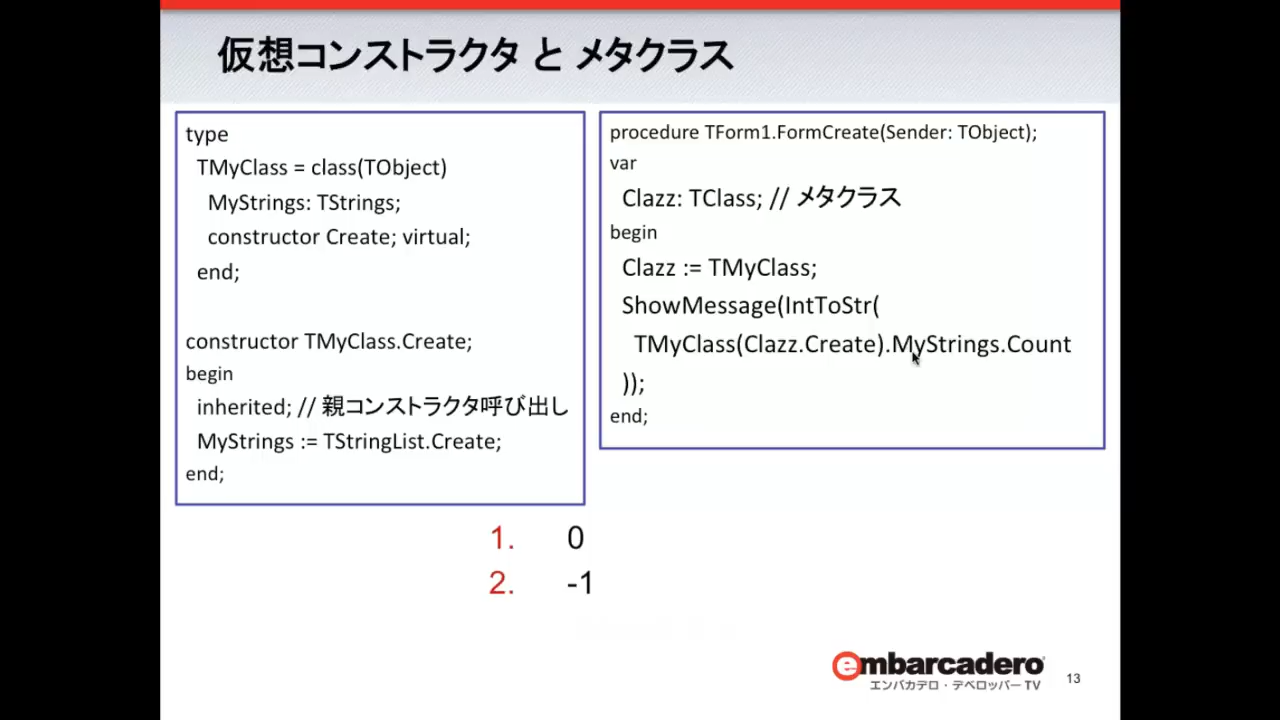 仮想コンストラクタ と メタクラス
type
TMyClass = class(TObject)
MyStrings: TStrings;
constructor Create; virtual;
end;
constructor TMyClass.Create;
begin
inherited; // 親コンストラクタ呼び出し
MyStrings := TStringList.Create;
end;
procedure TForm1.FormCreate(Sender: TObject);
var
Clazz: TClass; // メタクラス
begin
Clazz := TMyClass;
ShowMessage(IntToStr(
TMyClass(Clazz.Create).MyStrings.Count
));
end;
1. 0
2. -1
embarcadero
エンバカデロ・デベロッパーTV
13